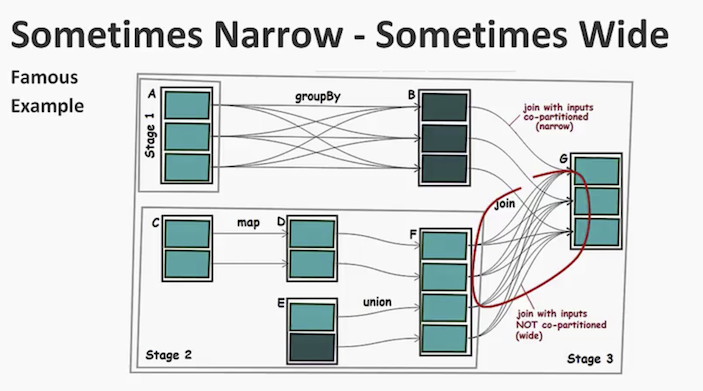 Sometimes Narrow - Sometimes Wide
Famous
Example
A
groupBy
B
Stage 1
join with inputs
co-partitioned
(narrow)
G
join
C
map
D
F
E
union
join with inputs
NOT co-partitioned
(wide)
Stage 2
Stage 3